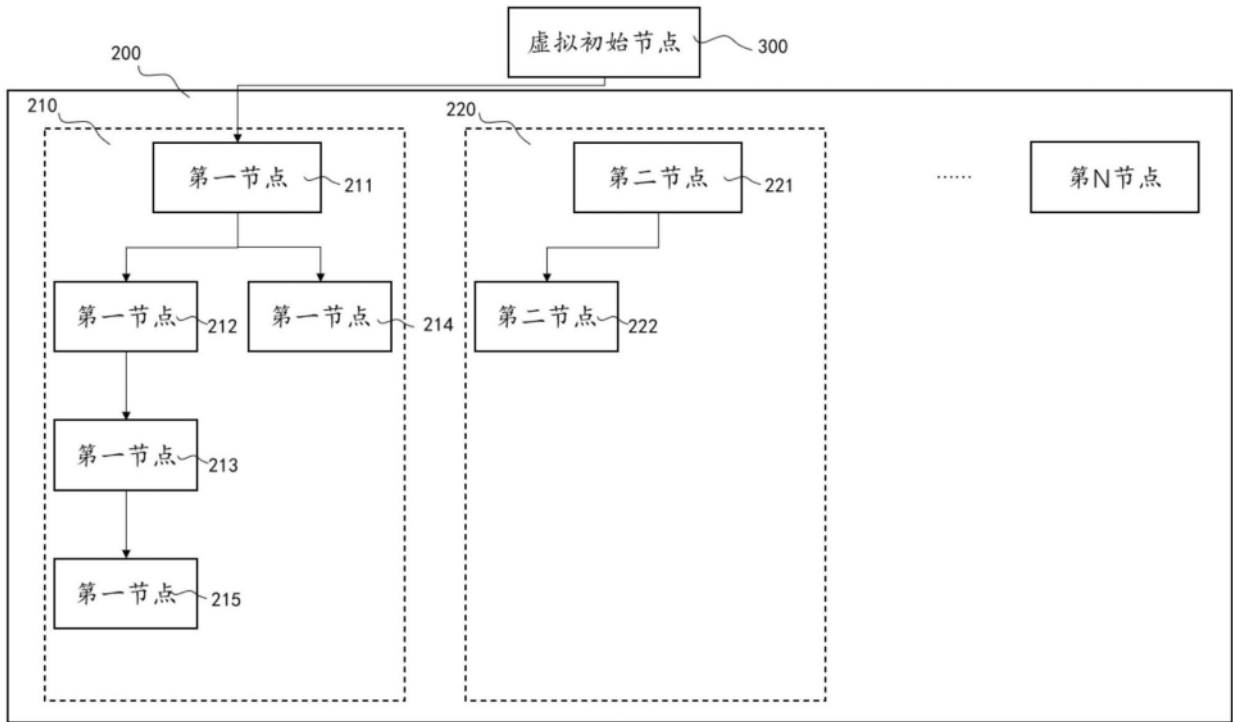 虚拟初始节点 300
200
210
220
第一节点 211
第二节点 221
……
第N节点
第一节点 212
第一节点 214
第二节点 222
第一节点 213
第一节点 215